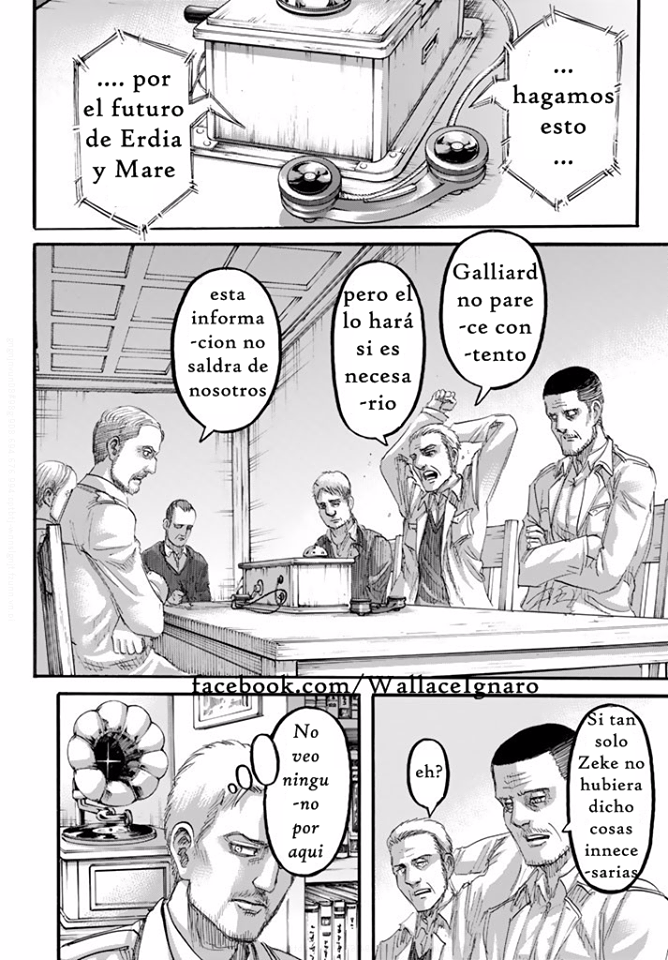 ...
hagamos
esto
...
.... por
el futuro
de Erdia
y Mare
Galliard
no pare
-ce con
-tento
pero el
lo hará
si es
necesa
-rio
esta
informa
-cion no
saldra de
nosotros
facebook.com/WallaceIgnaro
Si tan
solo
Zeke no
hubiera
dicho
cosas
innece
-sarias
eh?
No
veo
ningu
-no
por
aqui